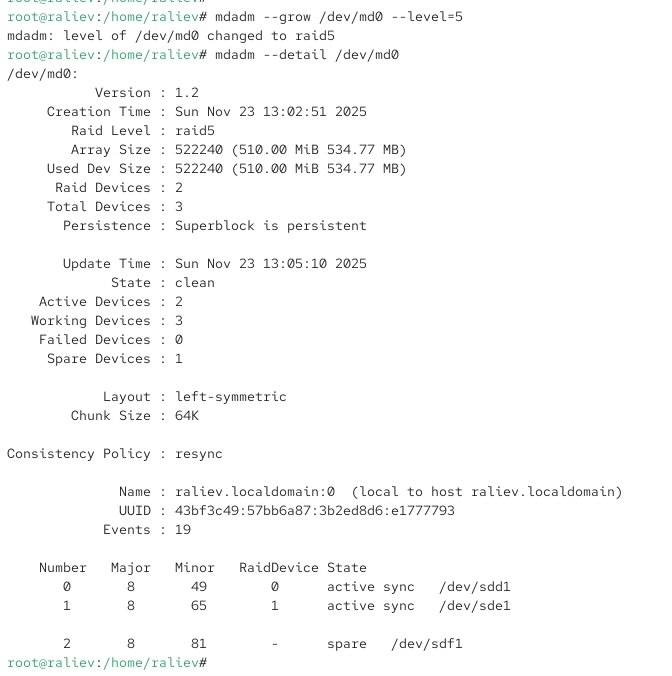 root@raliev:/home/raliev# mdadm --grow /dev/md0 --level=5
mdadm: level of /dev/md0 changed to raid5
root@raliev:/home/raliev# mdadm --detail /dev/md0
/dev/md0:
           Version : 1.2
     Creation Time : Sun Nov 23 13:02:51 2025
        Raid Level : raid5
        Array Size : 522240 (510.00 MiB 534.77 MB)
     Used Dev Size : 522240 (510.00 MiB 534.77 MB)
      Raid Devices : 2
     Total Devices : 3
       Persistence : Superblock is persistent

       Update Time : Sun Nov 23 13:05:10 2025
             State : clean
    Active Devices : 2
   Working Devices : 3
    Failed Devices : 0
     Spare Devices : 1

            Layout : left-symmetric
        Chunk Size : 64K

Consistency Policy : resync

              Name : raliev.localdomain:0  (local to host raliev.localdomain)
              UUID : 43bf3c49:57bb6a87:3b2ed8d6:e1777793
            Events : 19

    Number   Major   Minor   RaidDevice State
       0       8       49        0      active sync   /dev/sdd1
       1       8       65        1      active sync   /dev/sde1

       2       8       81        -      spare   /dev/sdf1
root@raliev:/home/raliev#